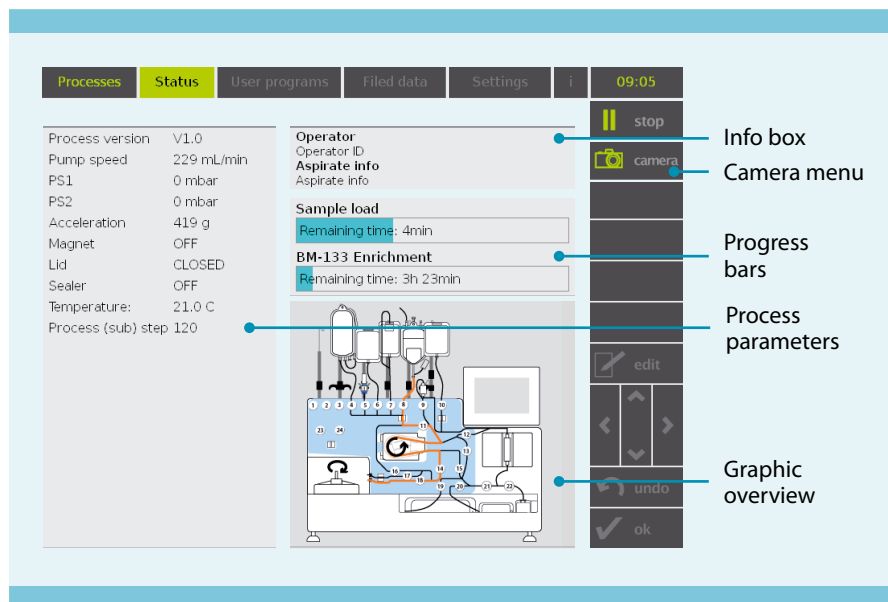 Processes Status User programs Filed data Settings i 09:05
stop
camera
edit
undo
ok
Process version V1.0
Pump speed 229 mL/min
PS1 0 mbar
PS2 0 mbar
Acceleration 419 g
Magnet OFF
Lid CLOSED
Sealer OFF
Temperature: 21.0 C
Process (sub) step 120
Operator
Operator ID
Aspirate info
Aspirate info
Sample load
Remaining time: 4min
BM-133 Enrichment
Remaining time: 3h 23min
1 2 3 4 5 6 7 8 9 10
11
12
23 24
13
14 15
16
17
18
19 20 21 22
Info box
Camera menu
Progress
bars
Process
parameters
Graphic
overview